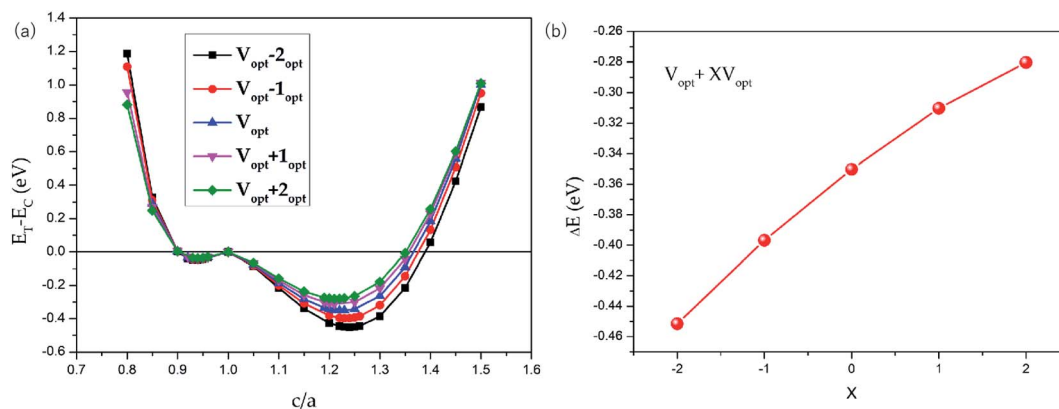 (a)
1.4
1.2
1.0
0.8
0.6
0.4
0.2
0.0
-0.2
-0.4
-0.6
E_T-E_C (eV)
V_opt-2_opt
V_opt-1_opt
V_opt
V_opt+1_opt
V_opt+2_opt
0.7 0.8 0.9 1.0 1.1 1.2 1.3 1.4 1.5 1.6
c/a
(b)
-0.26
-0.28
-0.30
-0.32
-0.34
-0.36
-0.38
-0.40
-0.42
-0.44
-0.46
ΔE (eV)
V_opt+ XV_opt
-2 -1 0 1 2
X